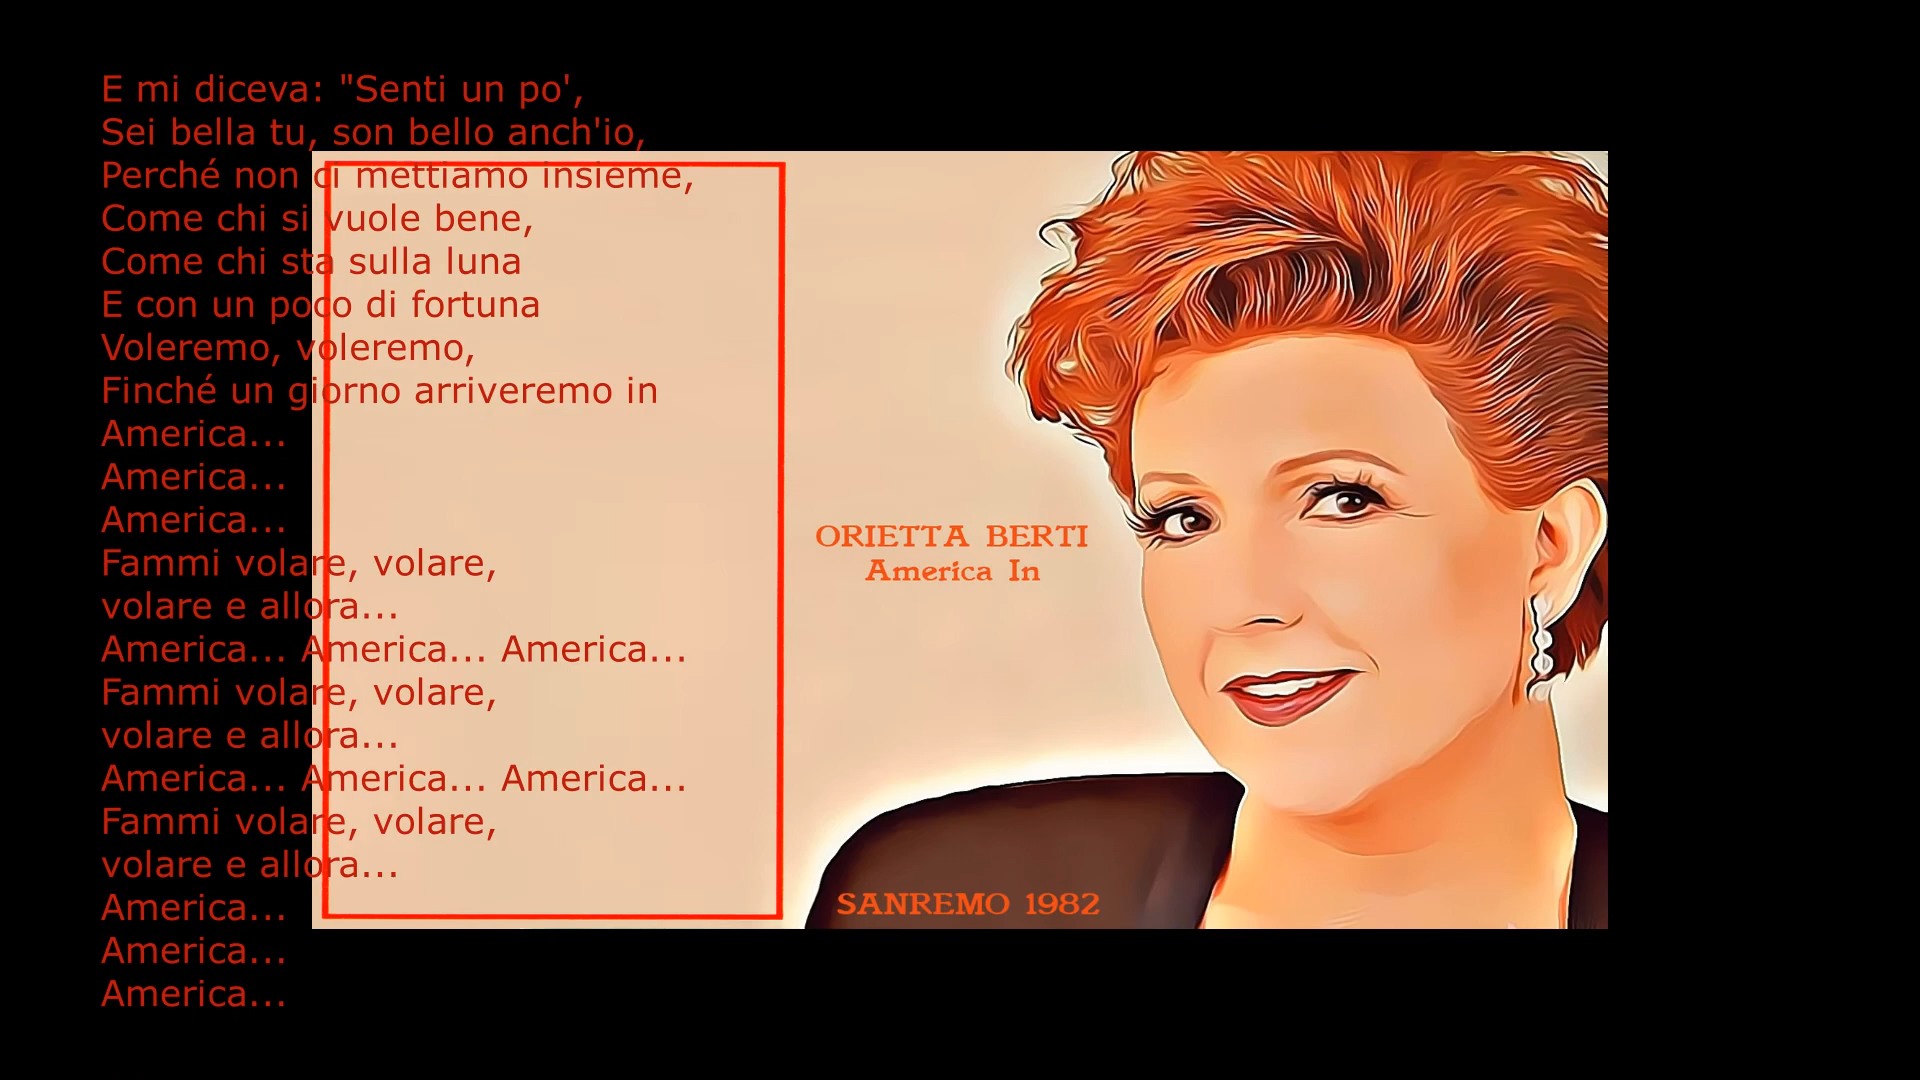 E mi diceva: "Senti un po',
Sei bella tu, son bello anch'io,
Perché non ci mettiamo insieme,
Come chi si vuole bene,
Come chi sta sulla luna
E con un poco di fortuna
Voleremo, voleremo,
Finché un giorno arriveremo in
America...
America...
America...
Fammi volare, volare,
volare e allora...
America... America... America...
Fammi volare, volare,
volare e allora...
America... America... America...
Fammi volare, volare,
volare e allora...
America...
America...
America...
ORIETTA BERTI
America In
SANREMO 1982